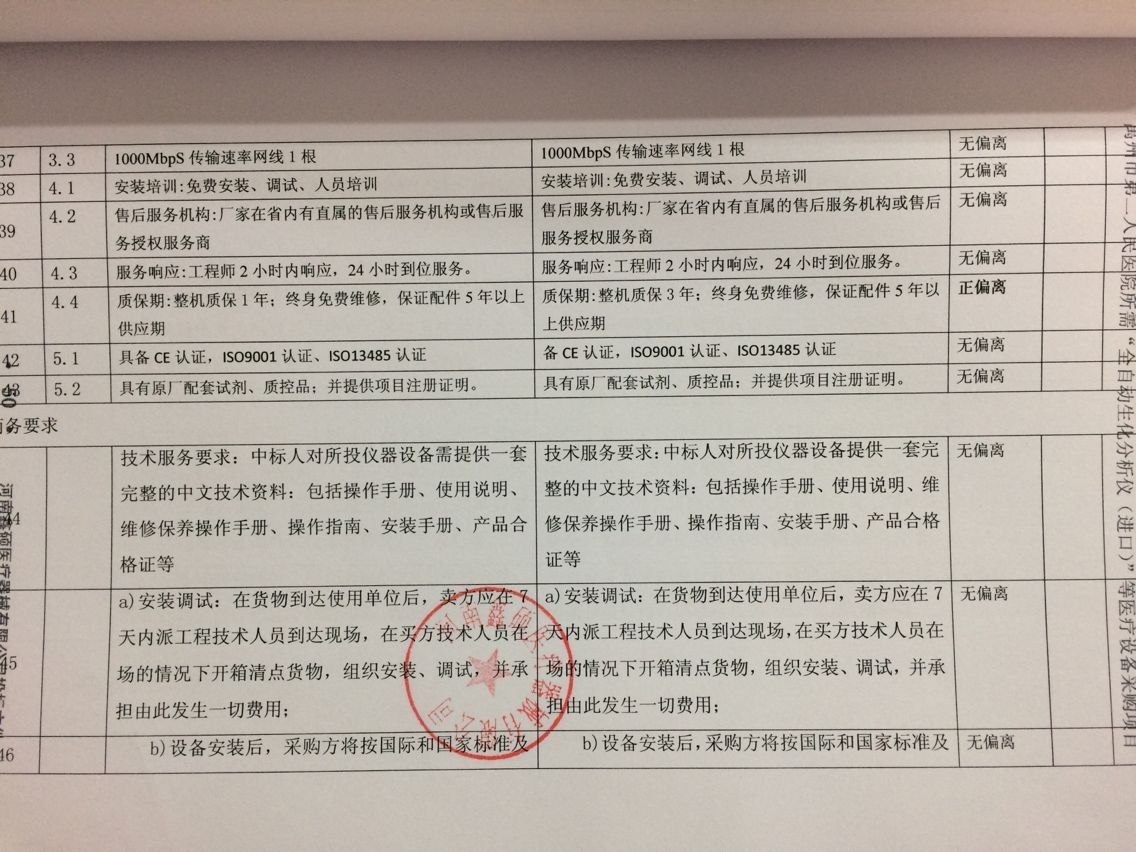 37 3.3 1000MbpS 传输速率网线 1 根 1000MbpS 传输速率网线 1 根 无偏离
38 4.1 安装培训:免费安装、调试、人员培训 安装培训:免费安装、调试、人员培训 无偏离
39 4.2 售后服务机构:厂家在省内有直属的售后服务机构或售后服 售后服务机构:厂家在省内有直属的售后服务机构或售后 无偏离
务授权服务商 服务授权服务商
40 4.3 服务响应:工程师 2 小时内响应，24 小时到位服务。 服务响应:工程师 2 小时内响应，24 小时到位服务。 无偏离
41 4.4 质保期:整机质保 1 年；终身免费维修，保证配件 5 年以上 质保期:整机质保 3 年；终身免费维修，保证配件 5 年以 正偏离
供应期 上供应期
42 5.1 具备 CE 认证，ISO9001 认证、ISO13485 认证 备 CE 认证，ISO9001 认证、ISO13485 认证 无偏离
43 5.2 具有原厂配套试剂、质控品；并提供项目注册证明。 具有原厂配套试剂、质控品；并提供项目注册证明。 无偏离
商务要求
44 技术服务要求：中标人对所投仪器设备需提供一套 技术服务要求:中标人对所投仪器设备提供一套完 无偏离
完整的中文技术资料：包括操作手册、使用说明、 整的中文技术资料：包括操作手册、使用说明、维
维修保养操作手册、操作指南、安装手册、产品合 修保养操作手册、操作指南、安装手册、产品合格
格证等 证等
45 a)安装调试：在货物到达使用单位后，卖方应在 7 a)安装调试：在货物到达使用单位后，卖方应在 7 无偏离
天内派工程技术人员到达现场，在买方技术人员在 天内派工程技术人员到达现场,在买方技术人员在
场的情况下开箱清点货物，组织安装、调试，并承 场的情况下开箱清点货物，组织安装、调试，并承
担由此发生一切费用； 担由此发生一切费用；
46 b)设备安装后，采购方将按国际和国家标准及 b)设备安装后,采购方将按国际和国家标准及 无偏离
禹州市第二人民医院所需“全自动生化分析仪（进口）”等医疗设备采购项目
50
医疗器械有限公司